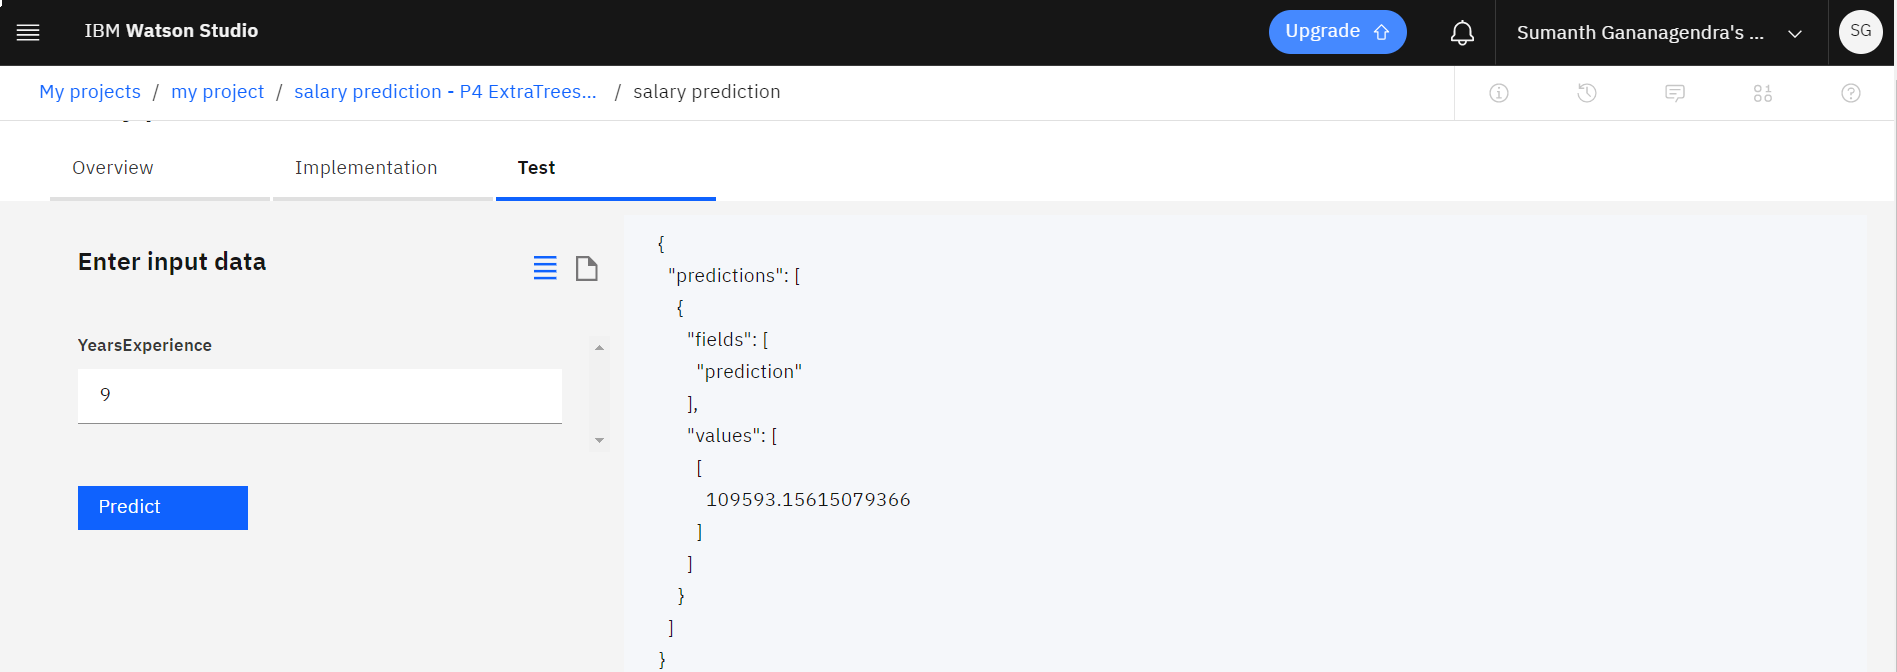 IBM Watson Studio
Upgrade
Sumanth Gananagendra's ...
SG
My projects / my project / salary prediction - P4 ExtraTrees... / salary prediction
Overview
Implementation
Test
Enter input data
YearsExperience
9
Predict
{
"predictions": [
{
"fields": [
"prediction"
],
"values": [
[
109593.15615079366
]
]
}
]
}